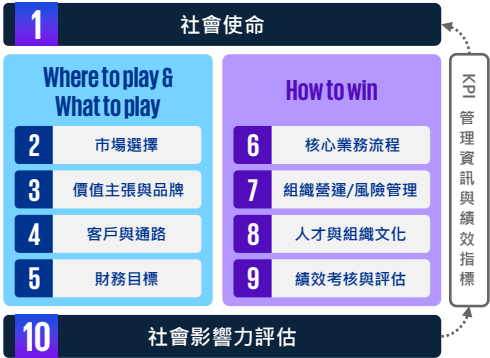 1 社會使命
Where to play &
What to play
2 市場選擇
3 價值主張與品牌
4 客戶與通路
5 財務目標
How to win
6 核心業務流程
7 組織營運/風險管理
8 人才與組織文化
9 績效考核與評估
10 社會影響力評估
KPI 管理資訊與績效指標